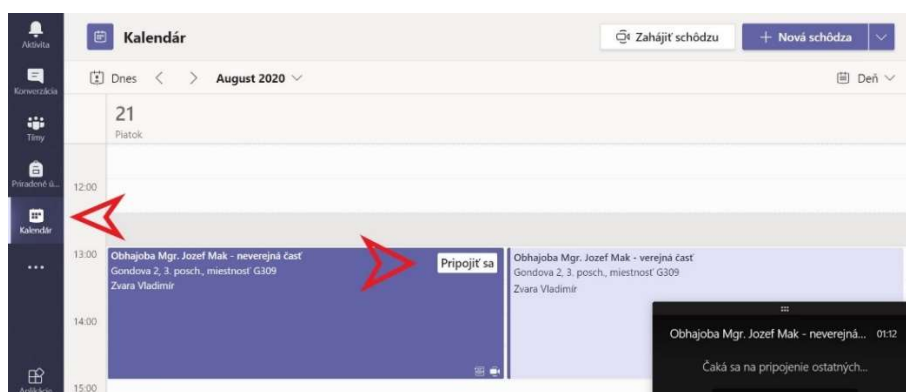 Aktivita
Konverzácia
Tímy
Priradené ú...
Kalendár
Aplikácie
Kalendár
Zahájiť schôdzu
+ Nová schôdza
Dnes
August 2020
Deň
21
Piatok
12:00
13:00
14:00
15:00
Obhajoba Mgr. Jozef Mak - neverejná časť
Gondova 2, 3. posch., miestnosť G309
Zvara Vladimír
Pripojiť sa
Obhajoba Mgr. Jozef Mak - verejná časť
Gondova 2, 3. posch., miestnosť G309
Zvara Vladimír
Obhajoba Mgr. Jozef Mak - neverejná... 01:12
Čaká sa na pripojenie ostatných...